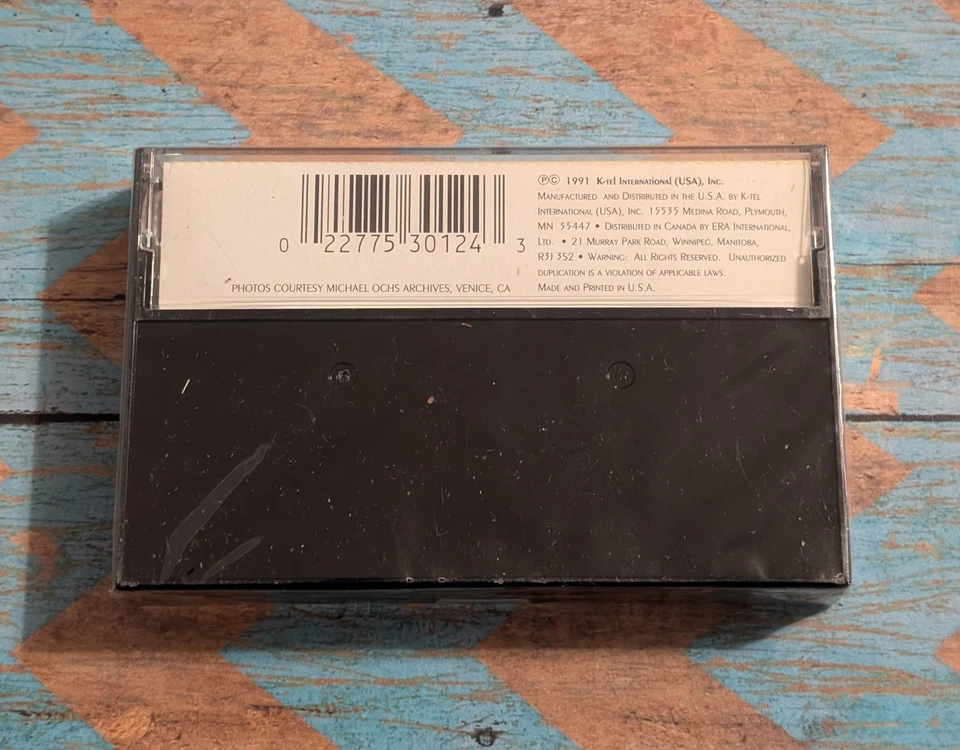 0 22775 30124 3
PHOTOS COURTESY MICHAEL OCHS ARCHIVES, VENICE, CA
ⓅⒸ 1991 K-tel International (USA), Inc.
Manufactured and Distributed in the U.S.A. by K-tel
International (USA), Inc. 15535 Medina Road, Plymouth,
MN 55447 • Distributed in Canada by ERA International,
Ltd. • 21 Murray Park Road, Winnipeg, Manitoba,
R3J 3S2 • Warning: All Rights Reserved. Unauthorized
duplication is a violation of applicable laws.
Made and Printed in U.S.A.